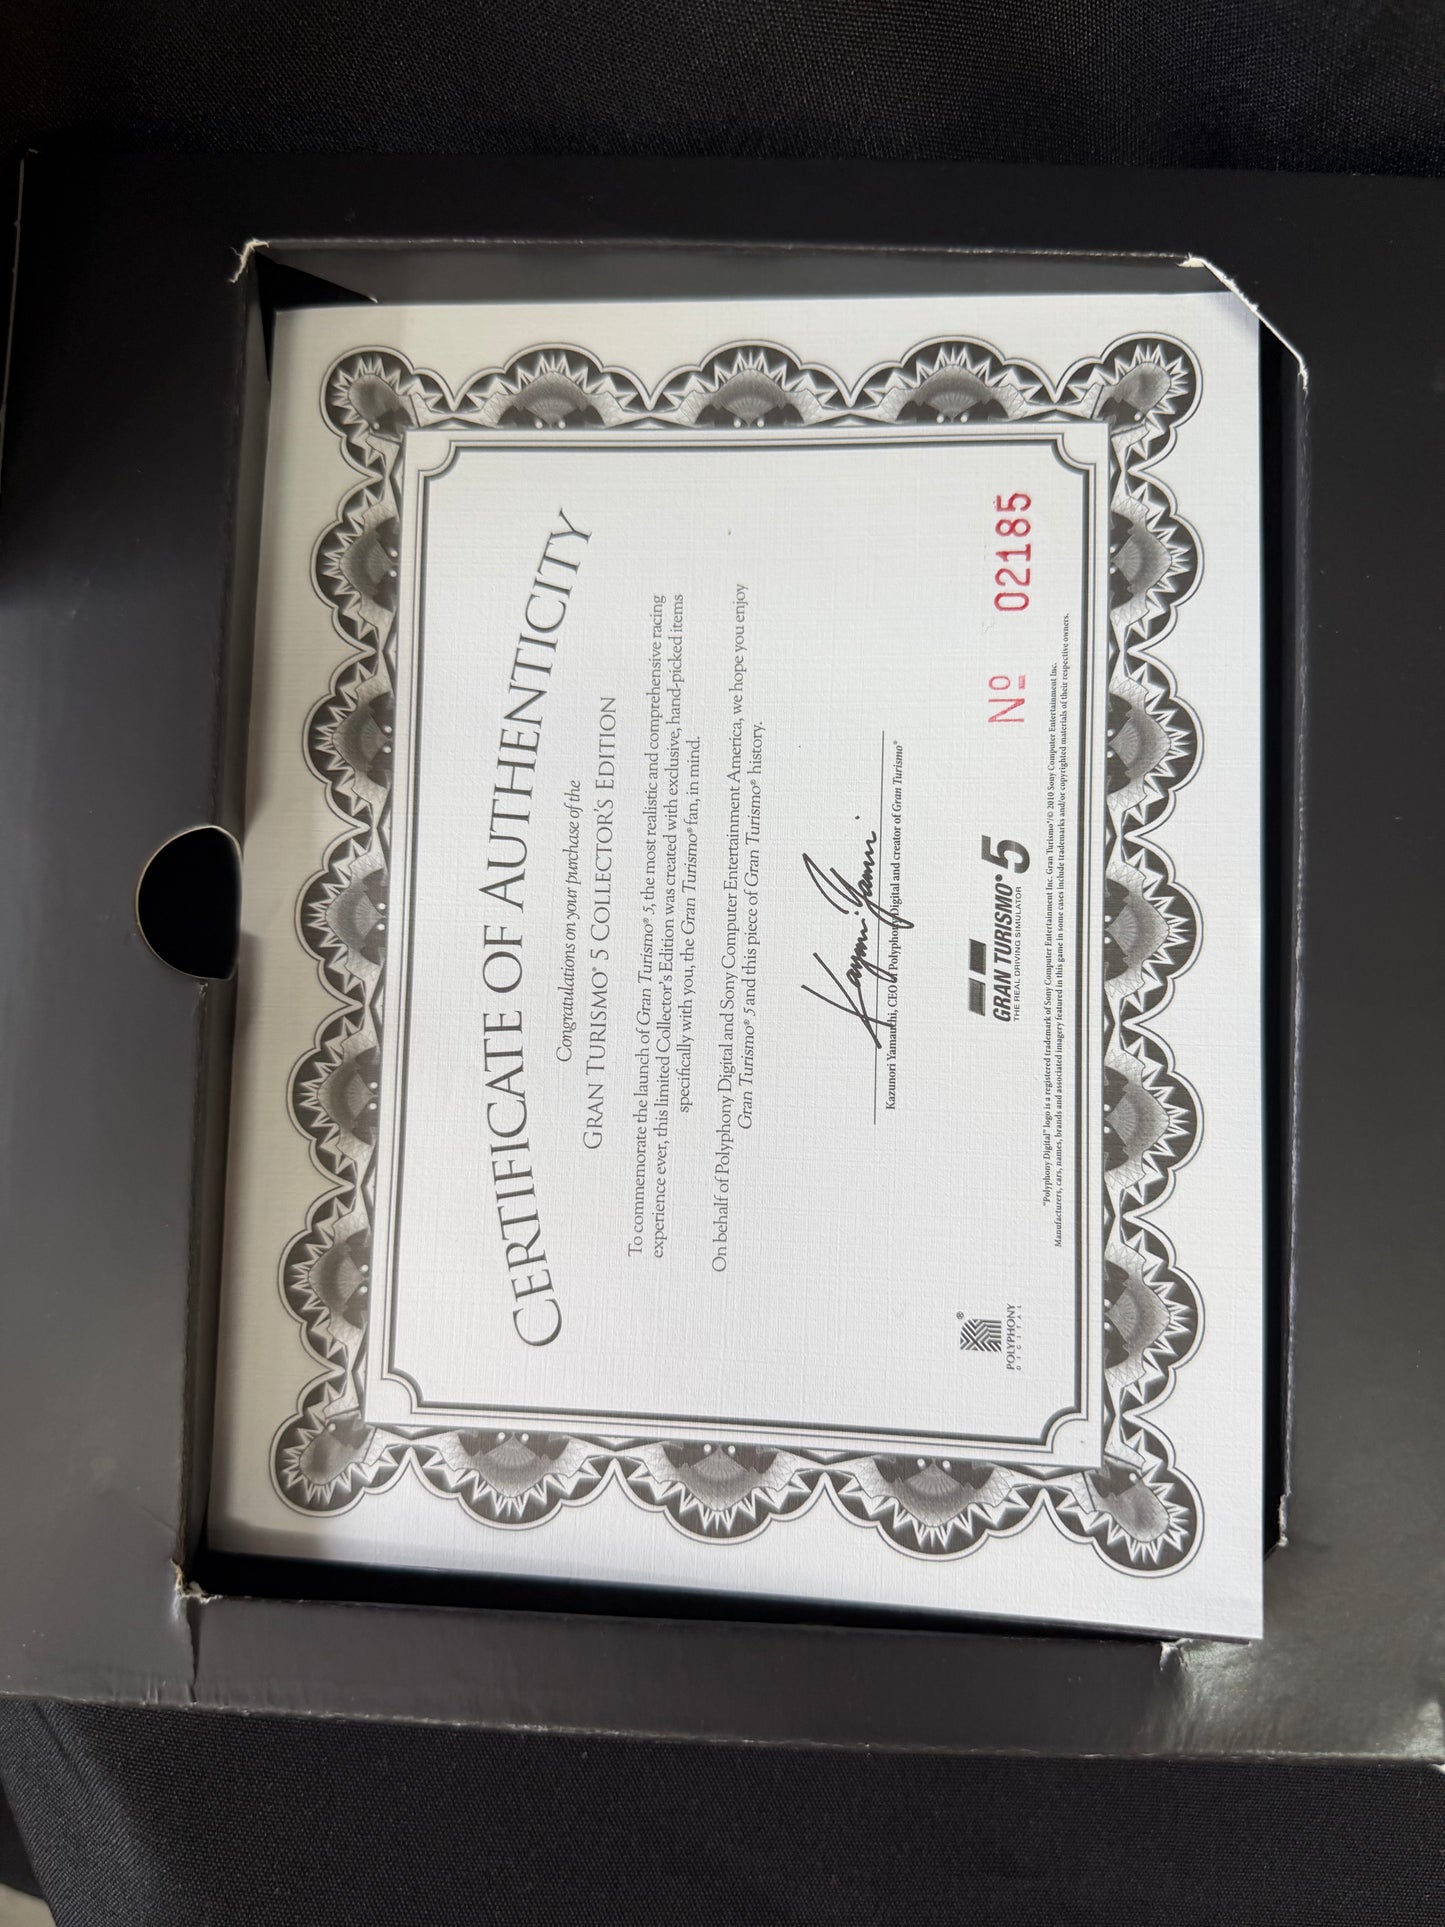 CERTIFICATE OF AUTHENTICITY
Congratulations on your purchase of the
GRAN TURISMO® 5 COLLECTOR'S EDITION
To commemorate the launch of Gran Turismo® 5, the most realistic and comprehensive racing
experience ever, this limited Collector's Edition was created with exclusive, hand-picked items
specifically with you, the Gran Turismo® fan, in mind.
On behalf of Polyphony Digital and Sony Computer Entertainment America, we hope you enjoy
Gran Turismo® 5 and this piece of Gran Turismo® history.
Kazunori Yamauchi, CEO of Polyphony Digital and creator of Gran Turismo®
POLYPHONY®
DIGITAL
GRAN TURISMO® 5
THE REAL DRIVING SIMULATOR
Nº 02185
"Polyphony Digital" logo is a registered trademark of Sony Computer Entertainment Inc. Gran Turismo®/© 2010 Sony Computer Entertainment Inc.
Manufacturers, cars, names, brands and associated imagery featured in this game in some cases include trademarks and/or copyrighted materials of their respective owners.